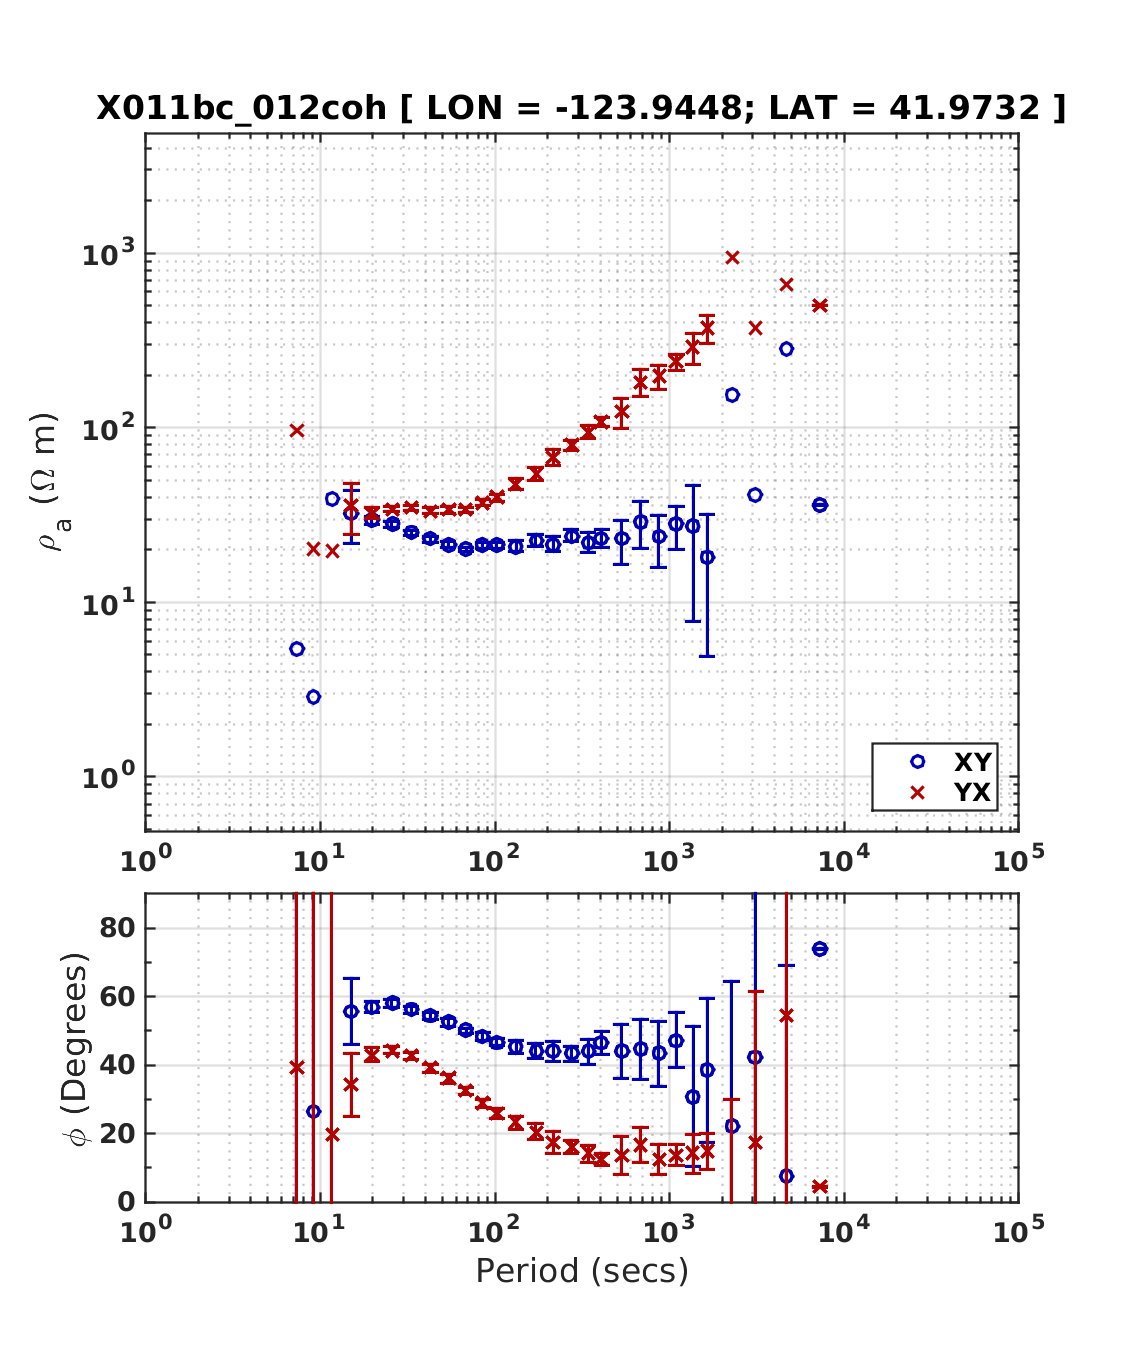 X011bc_012coh [ LON = -123.9448; LAT = 41.9732 ]
10^3
10^2
10^1
10^0
ρ_a (Ω m)
XY
YX
10^0 10^1 10^2 10^3 10^4 10^5
80
60
40
20
0
ϕ (Degrees)
10^0 10^1 10^2 10^3 10^4 10^5
Period (secs)